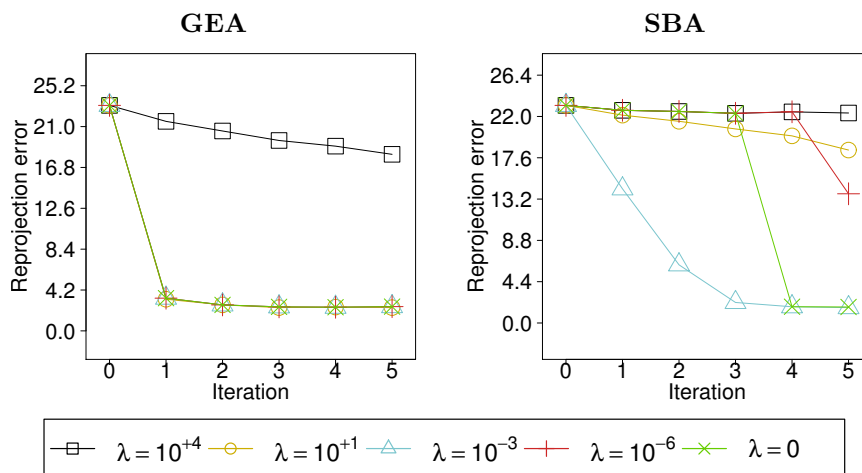 GEA
SBA
Reprojection error
25.2
21.0
16.8
12.6
8.4
4.2
0.0
0 1 2 3 4 5
Iteration
Reprojection error
26.4
22.0
17.6
13.2
8.8
4.4
0.0
0 1 2 3 4 5
Iteration
λ = 10⁺⁴ λ = 10⁺¹ λ = 10⁻³ λ = 10⁻⁶ λ = 0